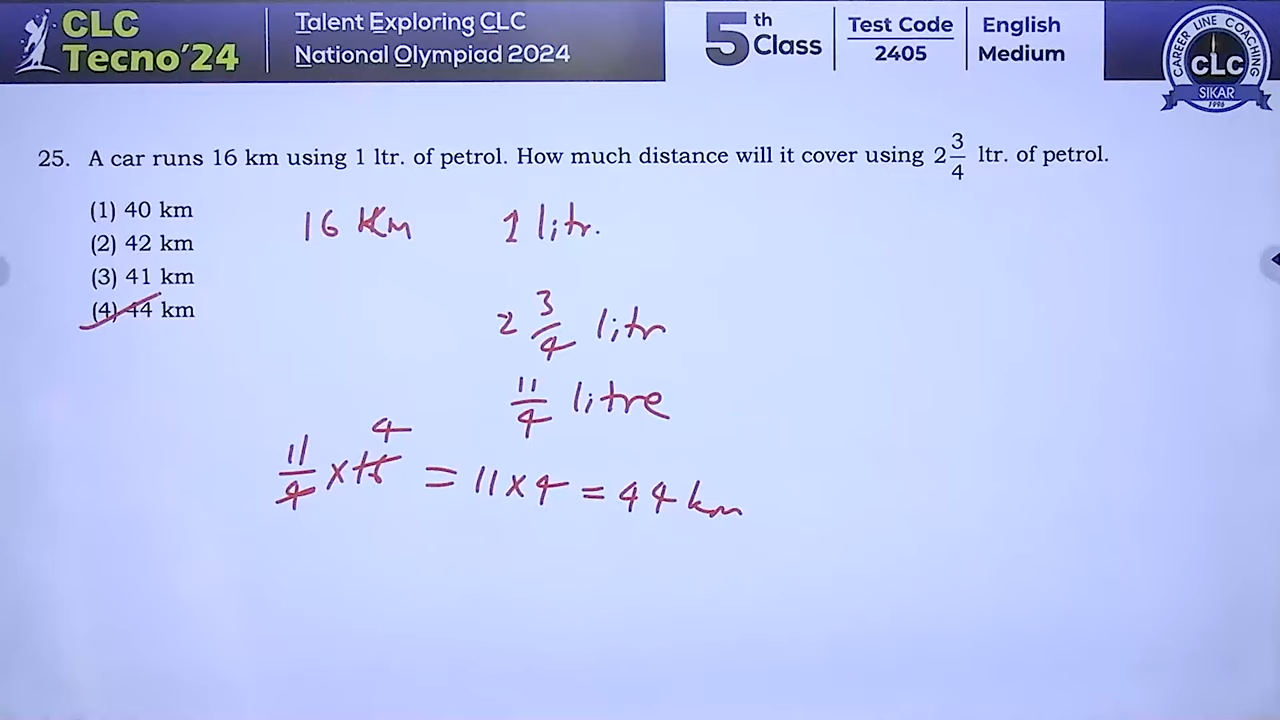 CLC
Tecno'24
Talent Exploring CLC
National Olympiad 2024
5th Class
Test Code
2405
English
Medium
CAREER LINE COACHING
CLC
SIKAR
1996
25. A car runs 16 km using 1 ltr. of petrol. How much distance will it cover using 2 3/4 ltr. of petrol.
(1) 40 km
(2) 42 km
(3) 41 km
(4) 44 km
16 Km 1 litr.
2 3/4 litr
11/4 litre
4
11/4 × 16 = 11 × 4 = 44 km